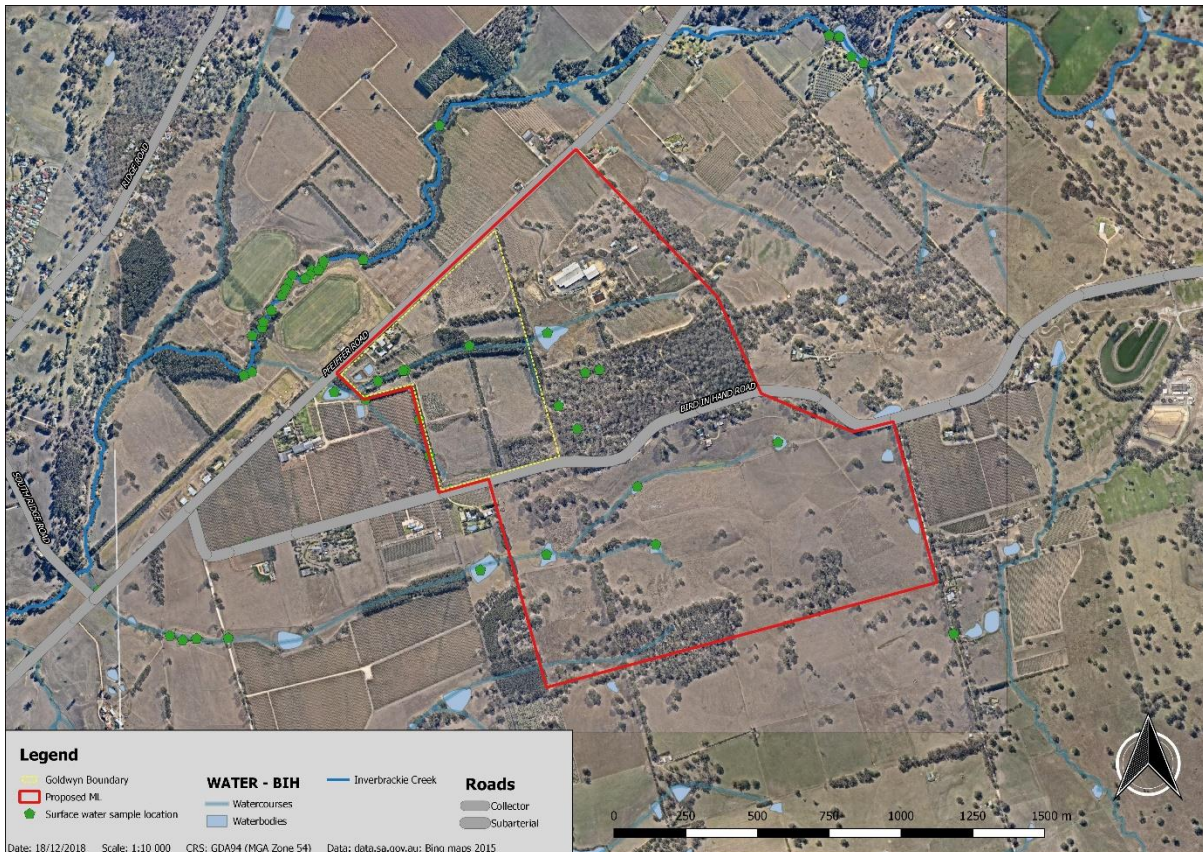 RIDGE ROAD
PFEIFFER ROAD
BIRD IN HAND ROAD
SOUTH RIDGE ROAD
Legend
Goldwyn Boundary
Proposed ML
Surface water sample location
WATER - BIH
Watercourses
Waterbodies
Inverbrackie Creek
Roads
Collector
Subarterial
0 250 500 750 1000 1250 1500 m
Date: 18/12/2018 Scale: 1:10 000 CRS: GDA94 (MGA Zone 54) Data: data.sa.gov.au; Bing maps 2015